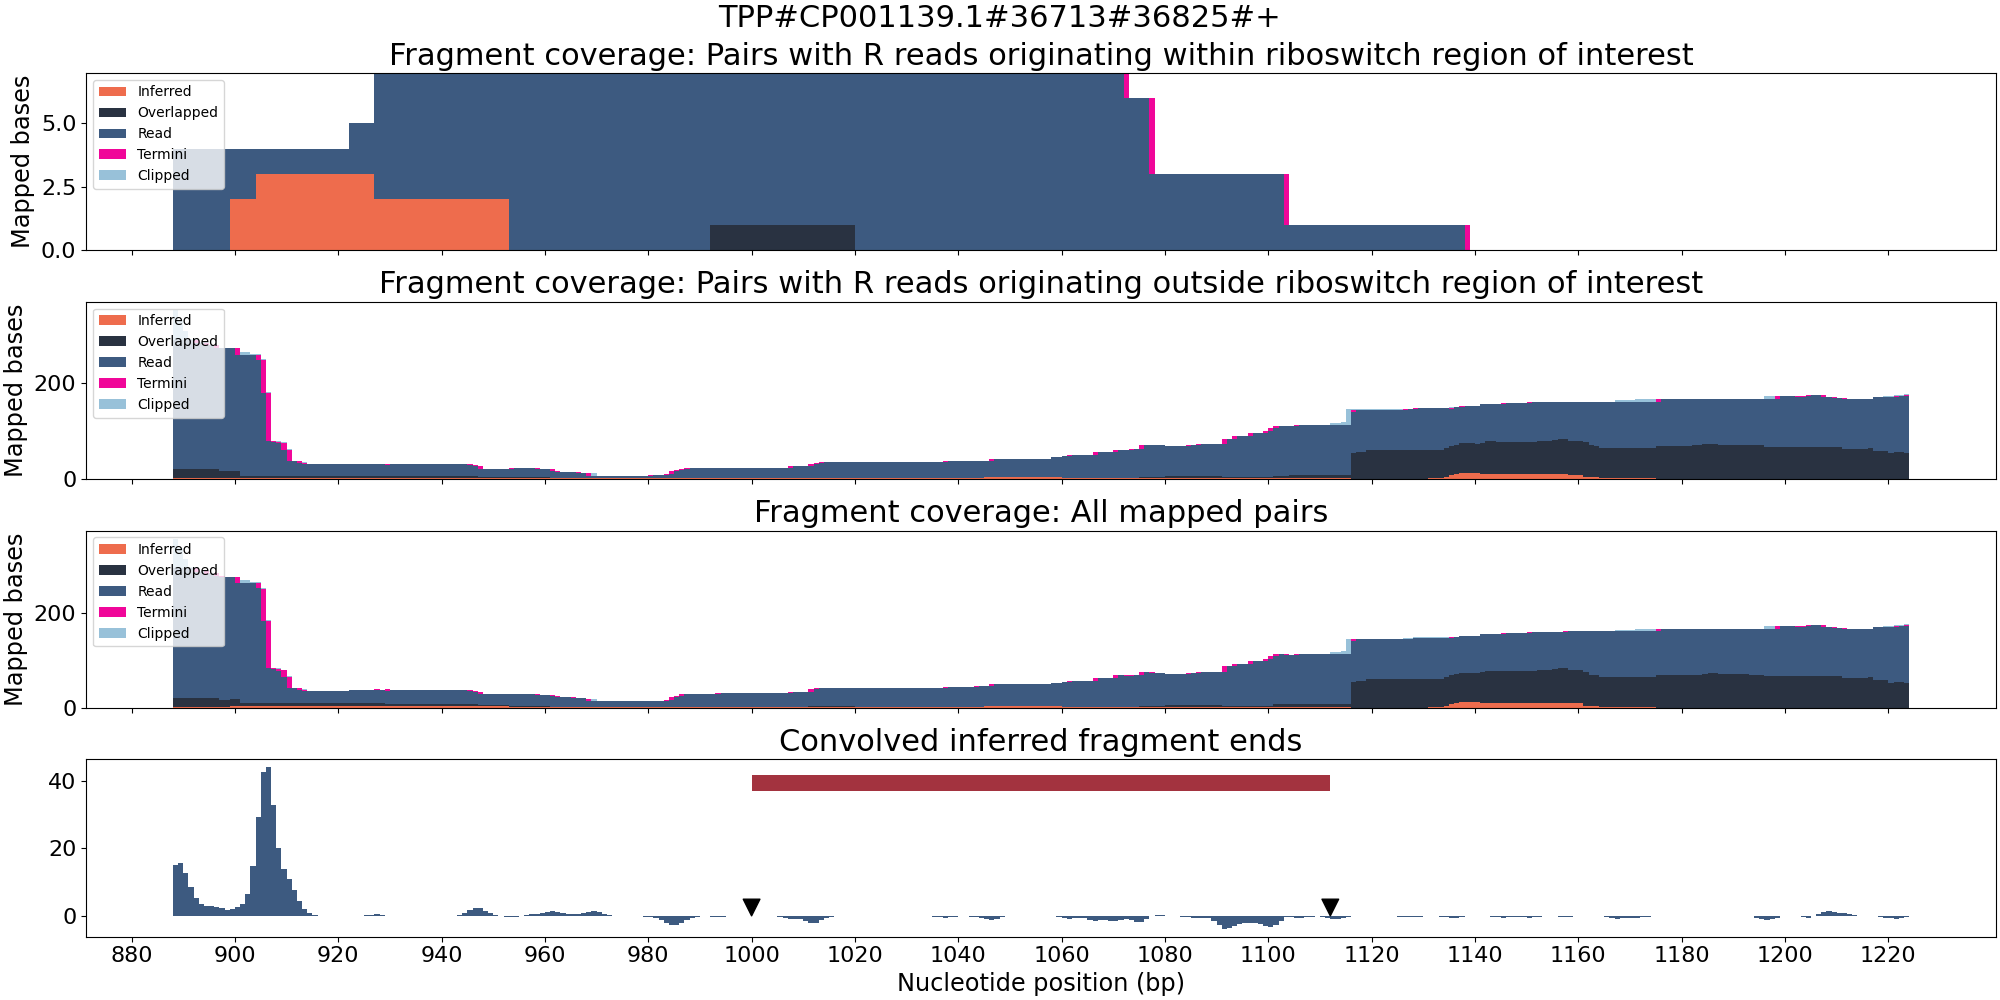 TPP#CP001139.1#36713#36825#+
Fragment coverage: Pairs with R reads originating within riboswitch region of interest
Mapped bases
5.0
2.5
0.0
Inferred
Overlapped
Read
Termini
Clipped
Fragment coverage: Pairs with R reads originating outside riboswitch region of interest
Mapped bases
200
0
Inferred
Overlapped
Read
Termini
Clipped
Fragment coverage: All mapped pairs
Mapped bases
200
0
Inferred
Overlapped
Read
Termini
Clipped
Convolved inferred fragment ends
40
20
0
880 900 920 940 960 980 1000 1020 1040 1060 1080 1100 1120 1140 1160 1180 1200 1220
Nucleotide position (bp)